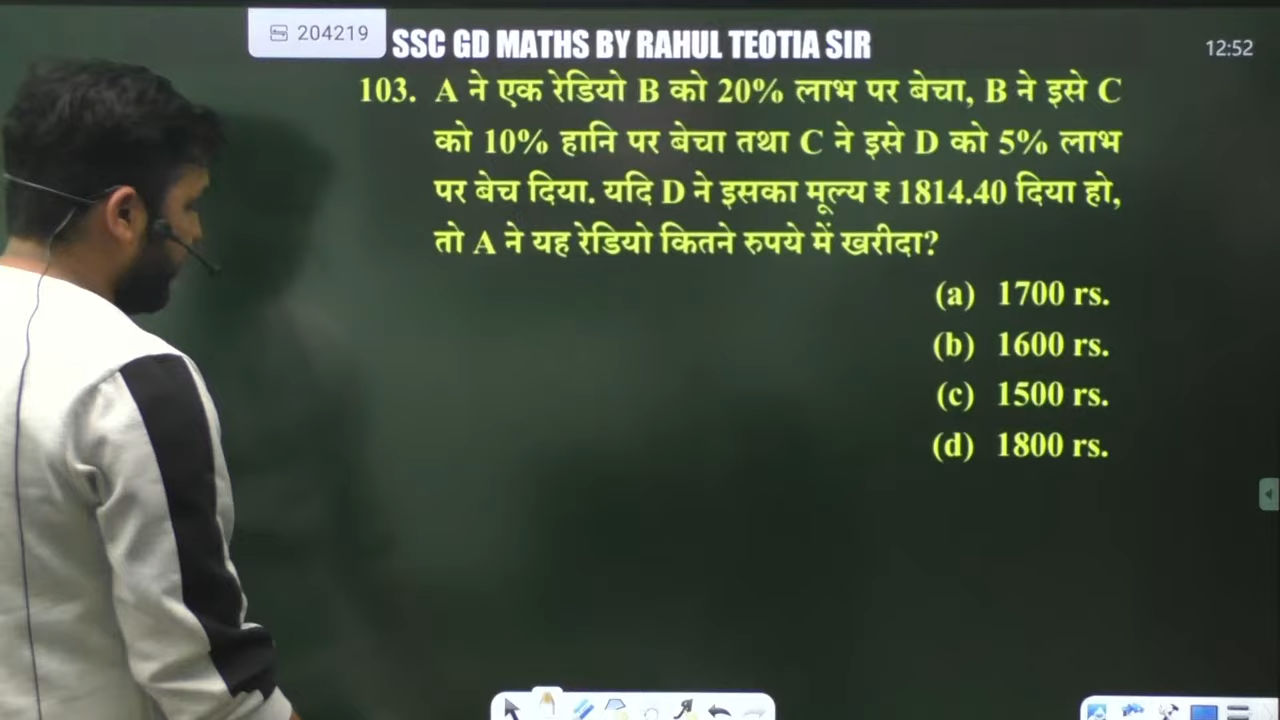 204219
SSC GD MATHS BY RAHUL TEOTIA SIR
12:52
103. A ने एक रेडियो B को 20% लाभ पर बेचा, B ने इसे C
को 10% हानि पर बेचा तथा C ने इसे D को 5% लाभ
पर बेच दिया. यदि D ने इसका मूल्य ₹ 1814.40 दिया हो,
तो A ने यह रेडियो कितने रुपये में खरीदा?
(a) 1700 rs.
(b) 1600 rs.
(c) 1500 rs.
(d) 1800 rs.